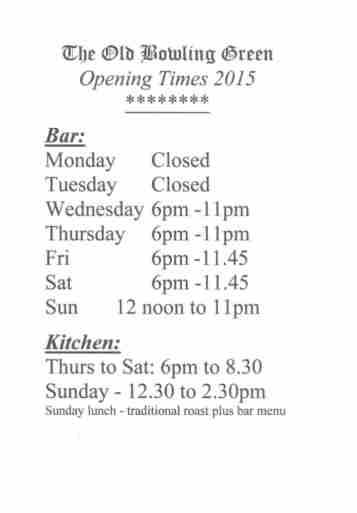 The Old Bowling Green
Opening Times 2015
********
Bar:
Monday Closed
Tuesday Closed
Wednesday 6pm -11pm
Thursday 6pm -11pm
Fri 6pm -11.45
Sat 6pm -11.45
Sun 12 noon to 11pm
Kitchen:
Thurs to Sat: 6pm to 8.30
Sunday - 12.30 to 2.30pm
Sunday lunch - traditional roast plus bar menu